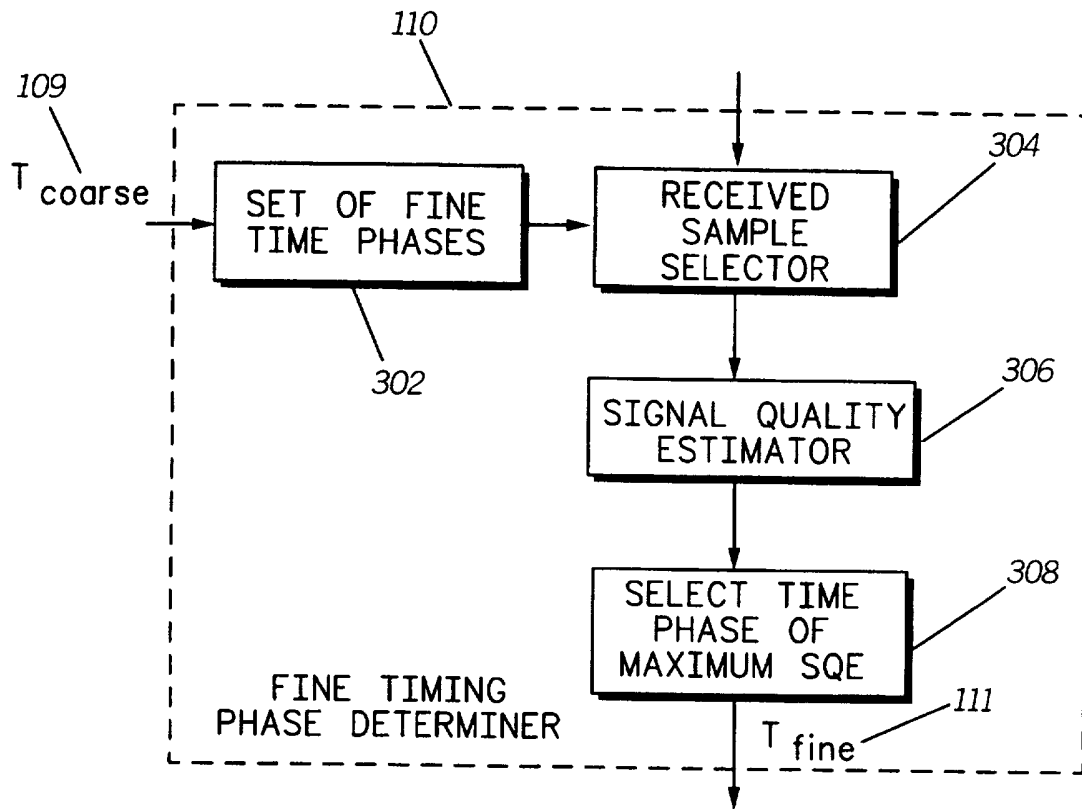 110
109
T coarse
SET OF FINE
TIME PHASES
302
RECEIVED
SAMPLE
SELECTOR
304
SIGNAL QUALITY
ESTIMATOR
306
SELECT TIME
PHASE OF
MAXIMUM SQE
308
FINE TIMING
PHASE DETERMINER
T fine
111